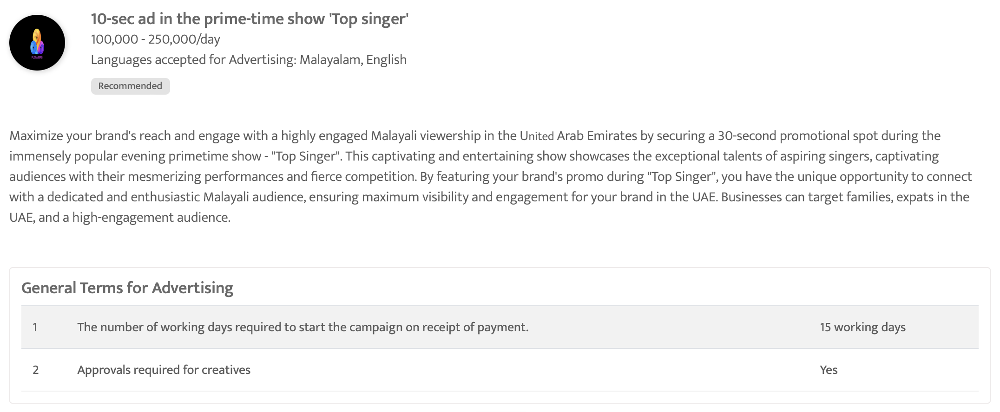 10-sec ad in the prime-time show 'Top singer'
100,000 - 250,000/day
Languages accepted for Advertising: Malayalam, English
FLOWERS
Recommended
Maximize your brand's reach and engage with a highly engaged Malayali viewership in the United Arab Emirates by securing a 30-second promotional spot during the
immensely popular evening primetime show - "Top Singer". This captivating and entertaining show showcases the exceptional talents of aspiring singers, captivating
audiences with their mesmerizing performances and fierce competition. By featuring your brand's promo during "Top Singer", you have the unique opportunity to connect
with a dedicated and enthusiastic Malayali audience, ensuring maximum visibility and engagement for your brand in the UAE. Businesses can target families, expats in the
UAE, and a high-engagement audience.
General Terms for Advertising
1 The number of working days required to start the campaign on receipt of payment. 15 working days
2 Approvals required for creatives Yes